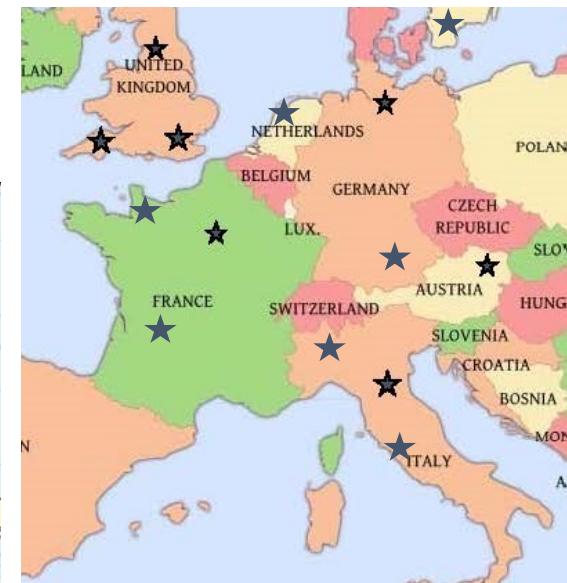 LAND
UNITED
KINGDOM
NETHERLANDS
POLAN
BELGIUM
GERMANY
CZECH
REPUBLIC
LUX.
SLOV
AUSTRIA
FRANCE
SWITZERLAND
HUNG
SLOVENIA
CROATIA
BOSNIA
MON
N
ITALY
A